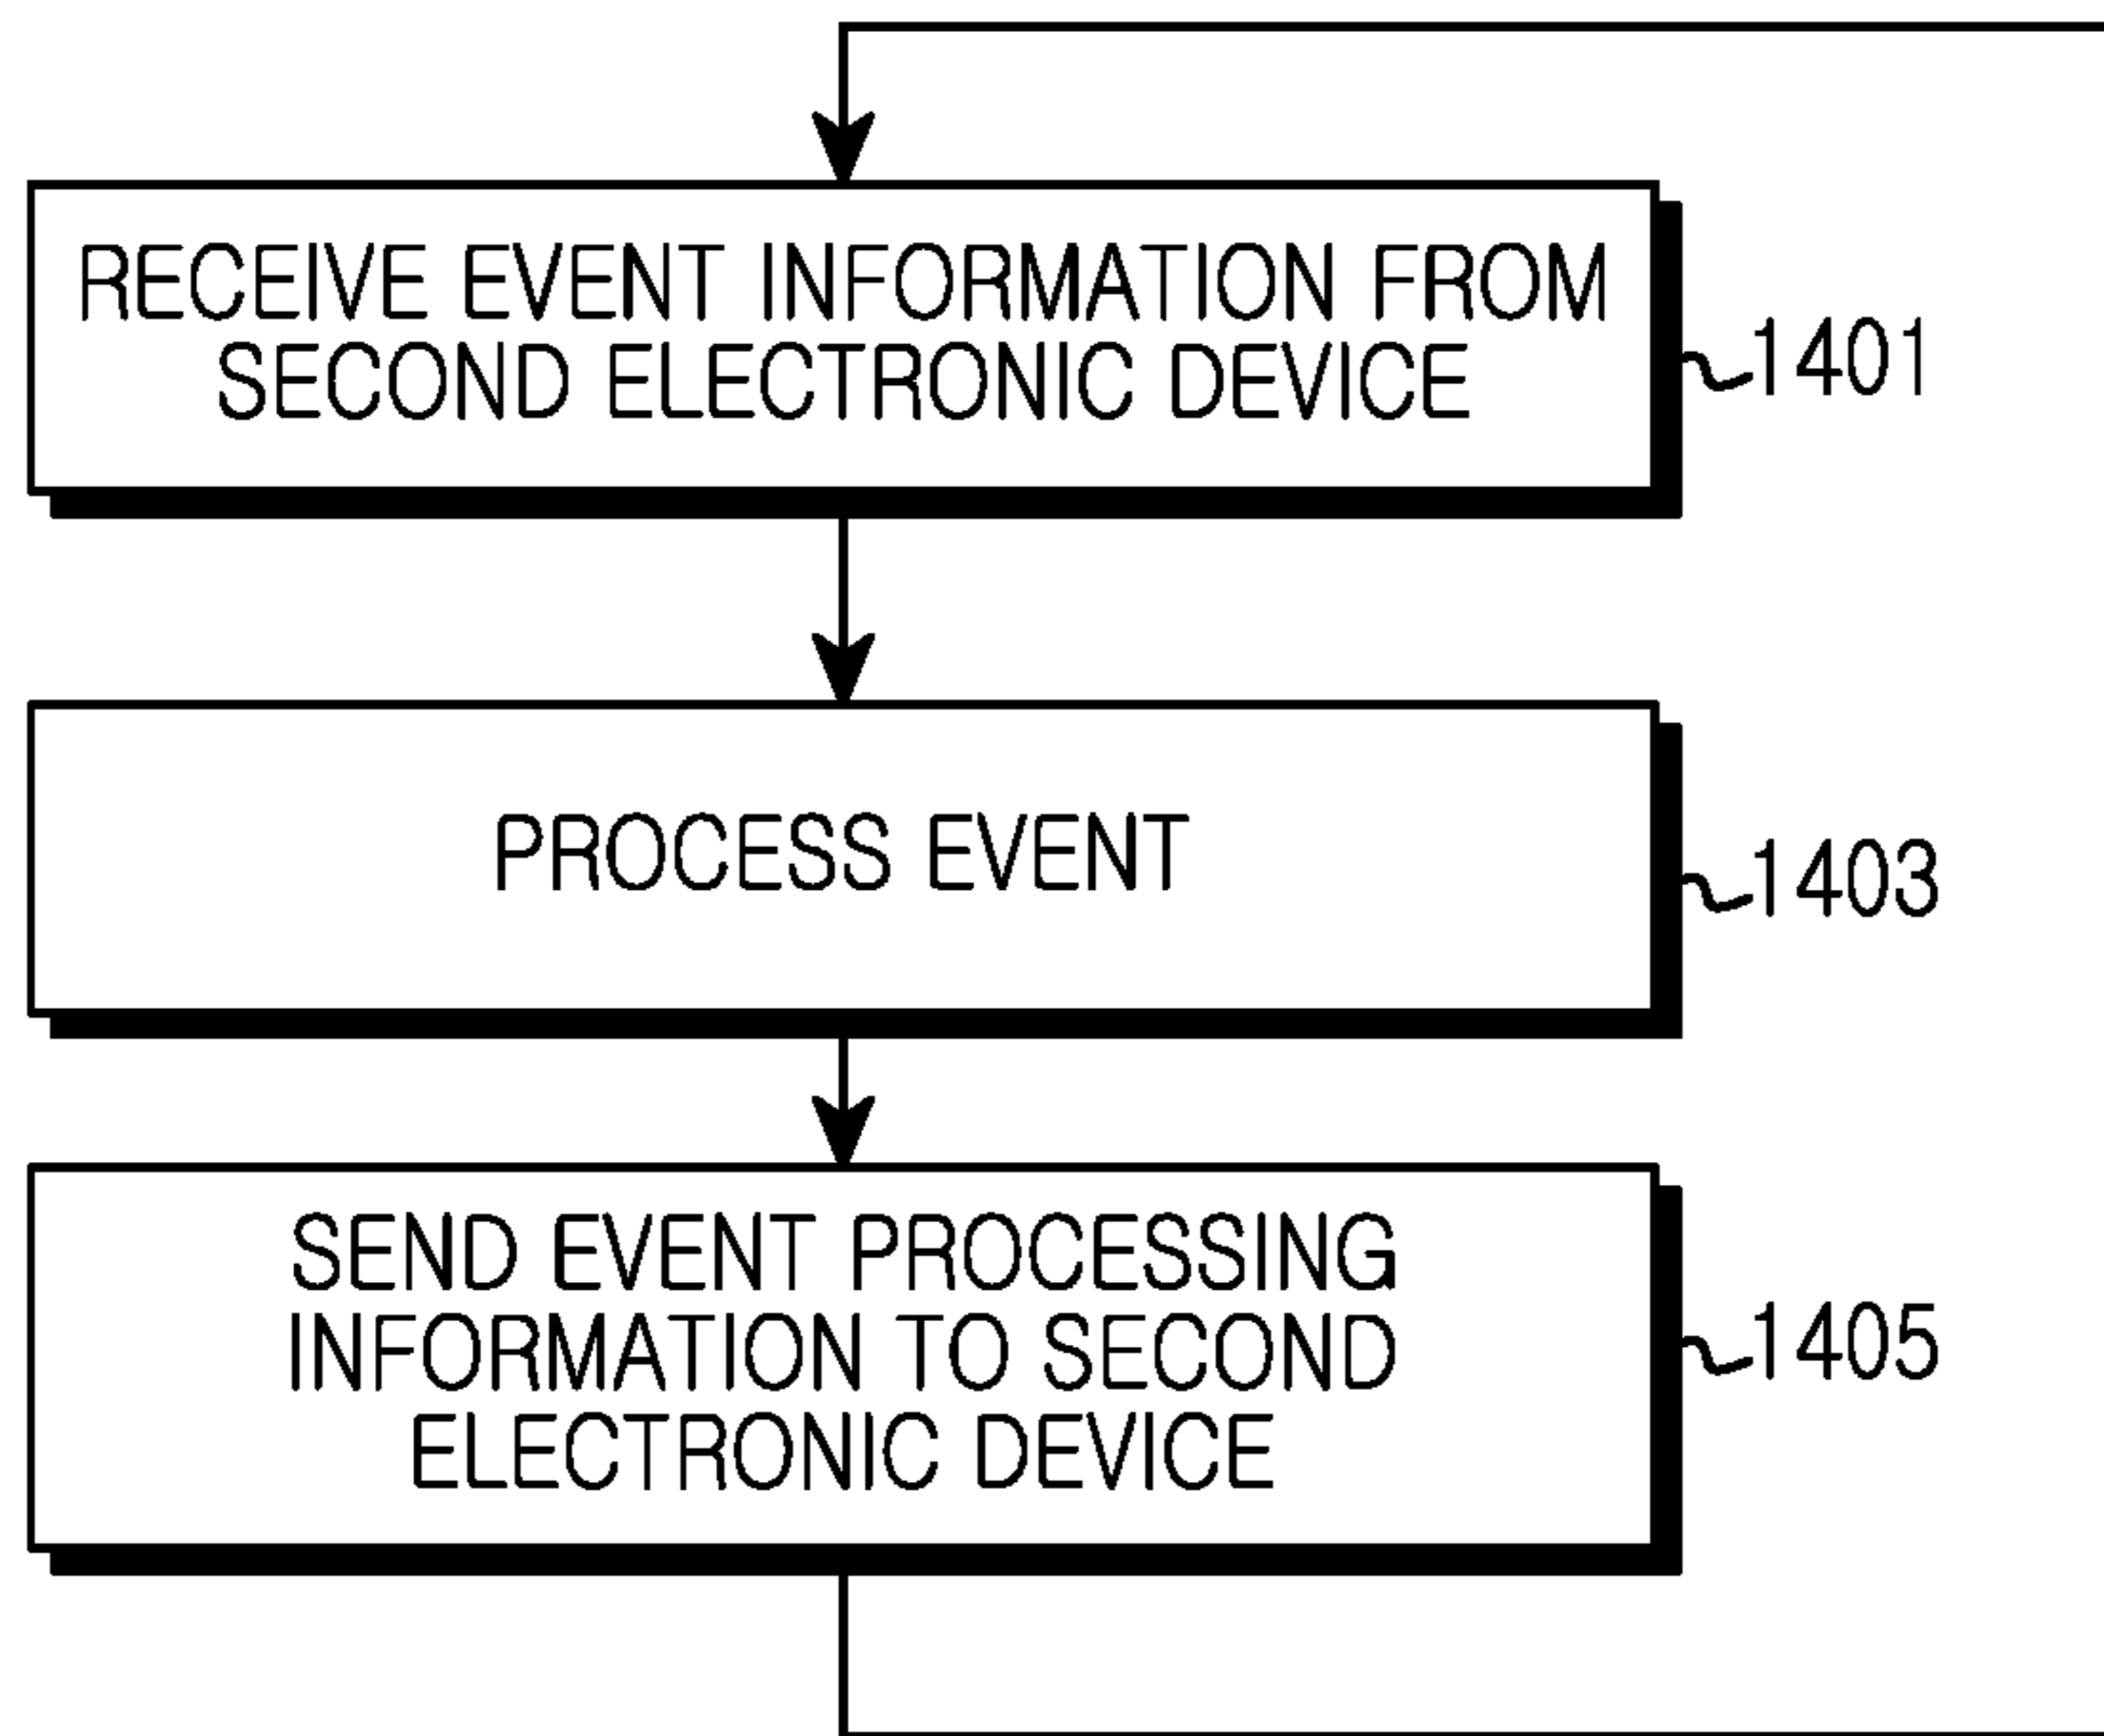 RECEIVE EVENT INFORMATION FROM
SECOND ELECTRONIC DEVICE
1401
PROCESS EVENT
1403
SEND EVENT PROCESSING
INFORMATION TO SECOND
ELECTRONIC DEVICE
1405